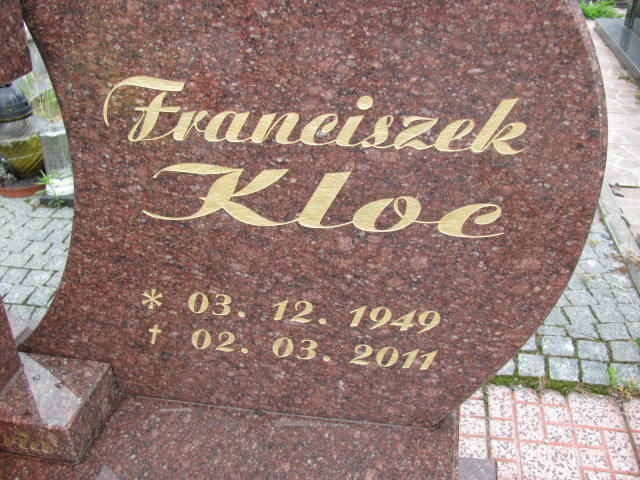 Franciszek
Kloc
* 03. 12. 1949
† 02. 03. 2011